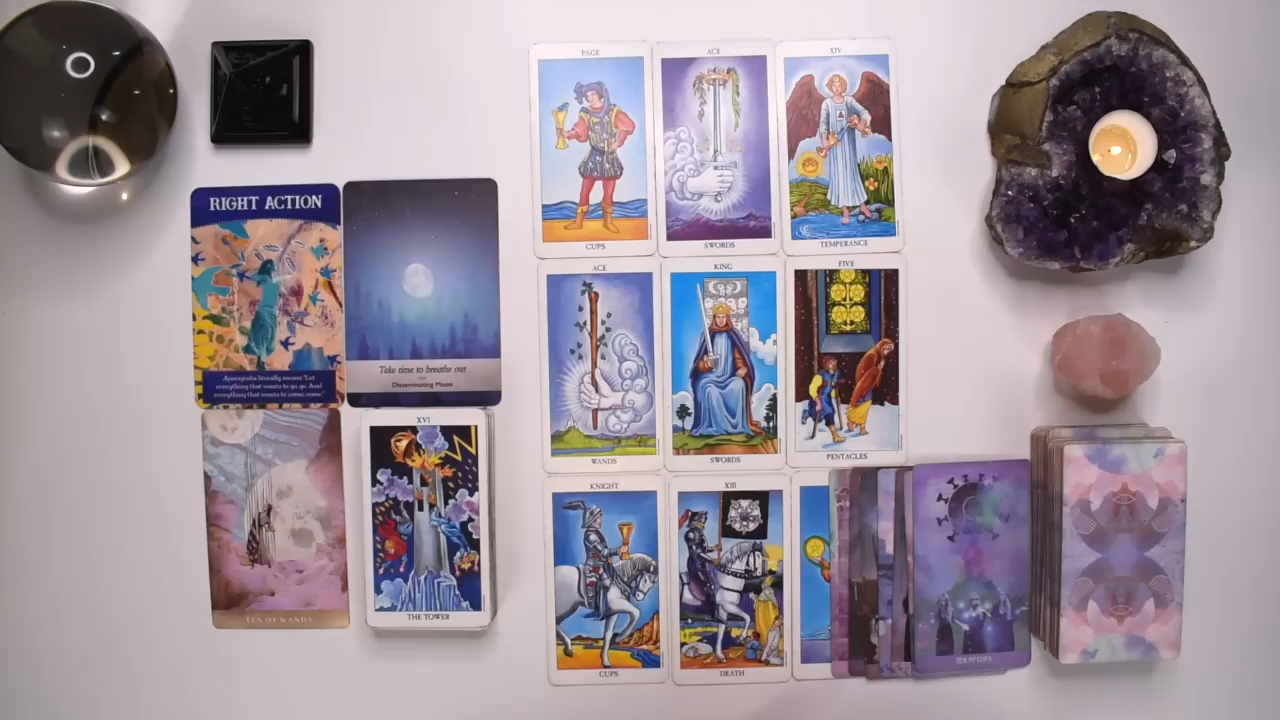 RIGHT ACTION
Apocatastasis literally means "Let
everything that wants to go, go. And
everything that wants to come, come."
Take time to breathe out
Disseminating Moon
TEN OF WANDS
XVI
THE TOWER
PAGE
CUPS
ACE
SWORDS
XIV
TEMPERANCE
ACE
WANDS
KING
SWORDS
FIVE
PENTACLES
KNIGHT
CUPS
XIII
DEATH
TEN OF CUPS